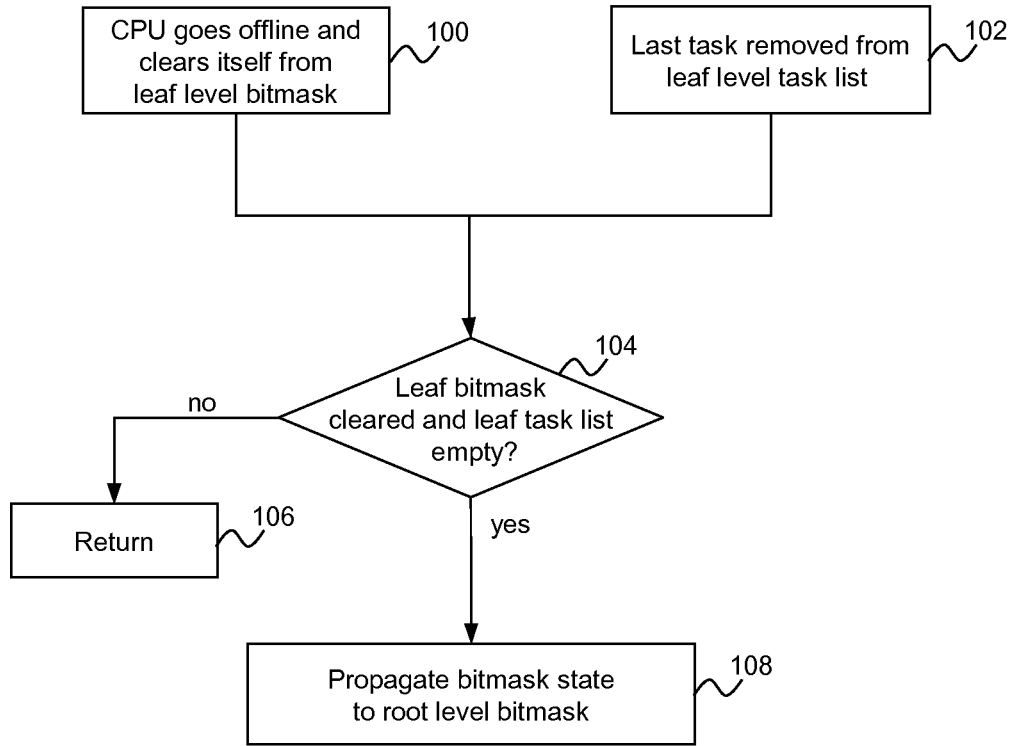 CPU goes offline and
clears itself from
leaf level bitmask
100
Last task removed from
leaf level task list
102
104
Leaf bitmask
cleared and leaf task list
empty?
no
yes
Return
106
Propagate bitmask state
to root level bitmask
108